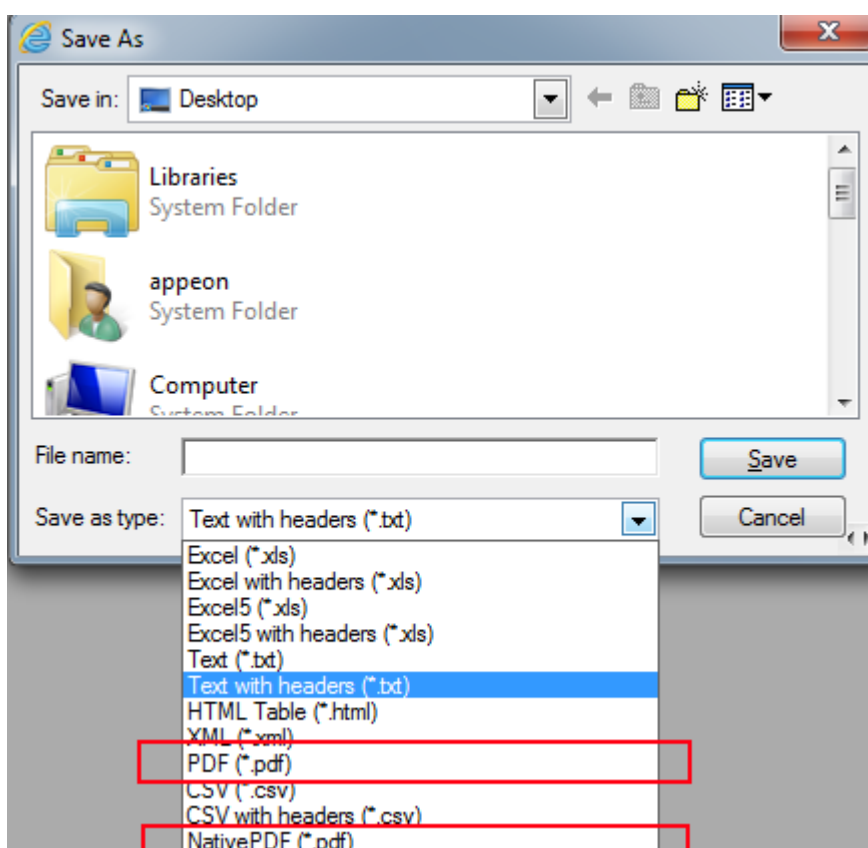 Save As
Save in: Desktop
Libraries
System Folder
appeon
System Folder
Computer
System Folder
File name:
Save
Save as type: Text with headers (*.txt)
Cancel
Excel (*.xls)
Excel with headers (*.xls)
Excel5 (*.xls)
Excel5 with headers (*.xls)
Text (*.txt)
Text with headers (*.txt)
HTML Table (*.html)
XML (*.xml)
PDF (*.pdf)
CSV (*.csv)
CSV with headers (*.csv)
NativePDF (*.pdf)